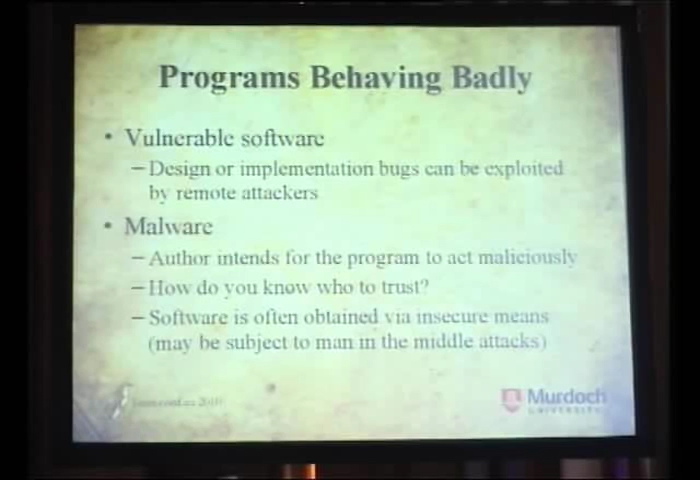 Programs Behaving Badly
• Vulnerable software
– Design or implementation bugs can be exploited
by remote attackers
• Malware
– Author intends for the program to act maliciously
– How do you know who to trust?
– Software is often obtained via insecure means
(may be subject to man in the middle attacks)
2010
Murdoch
UNIVERSITY